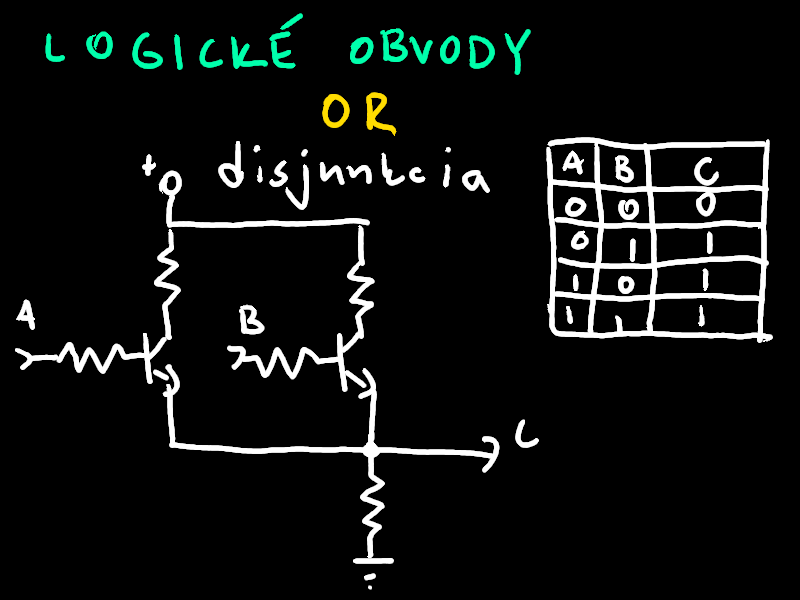 LOGICKÉ OBVODY
OR
+ disjunkcia
A B C
0 0 0
0 1 1
1 0 1
1 1 1
A
B
C